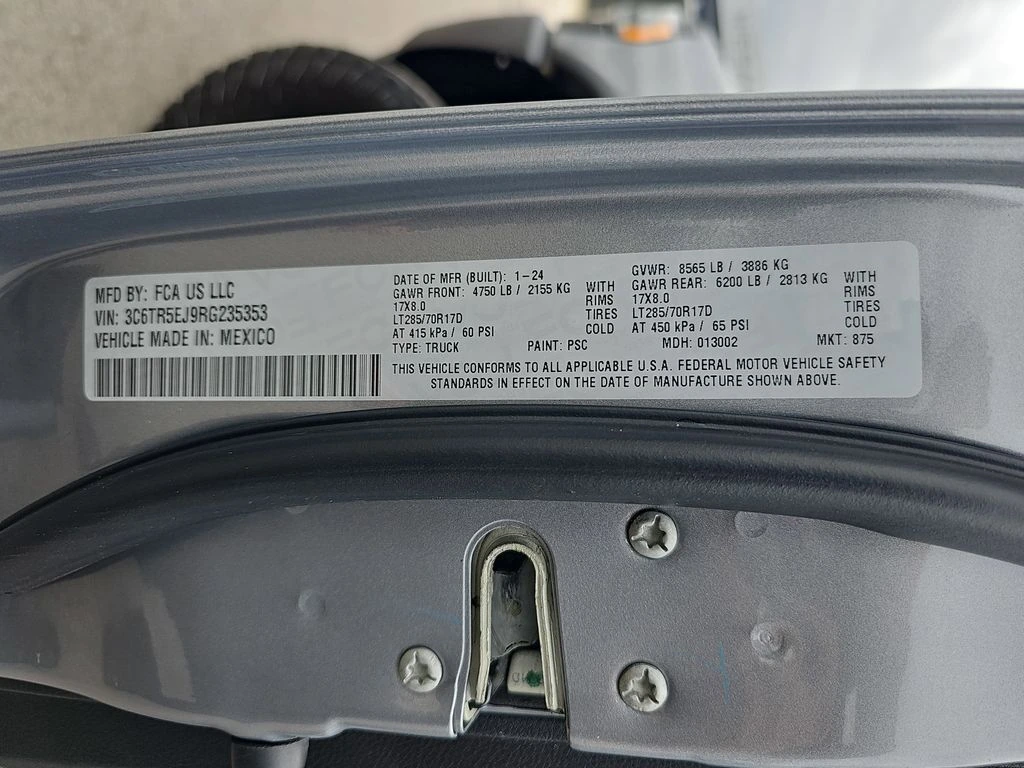 MFD BY: FCA US LLC
VIN: 3C6TR5EJ9RG235353
VEHICLE MADE IN: MEXICO
DATE OF MFR (BUILT): 1-24
GAWR FRONT: 4750 LB / 2155 KG WITH
17X8.0 RIMS
LT285/70R17D TIRES
AT 415 kPa / 60 PSI COLD
TYPE: TRUCK PAINT: PSC
GVWR: 8565 LB / 3886 KG
GAWR REAR: 6200 LB / 2813 KG WITH
17X8.0 RIMS
LT285/70R17D TIRES
AT 450 kPa / 65 PSI COLD
MDH: 013002 MKT: 875
THIS VEHICLE CONFORMS TO ALL APPLICABLE U.S.A. FEDERAL MOTOR VEHICLE SAFETY
STANDARDS IN EFFECT ON THE DATE OF MANUFACTURE SHOWN ABOVE.